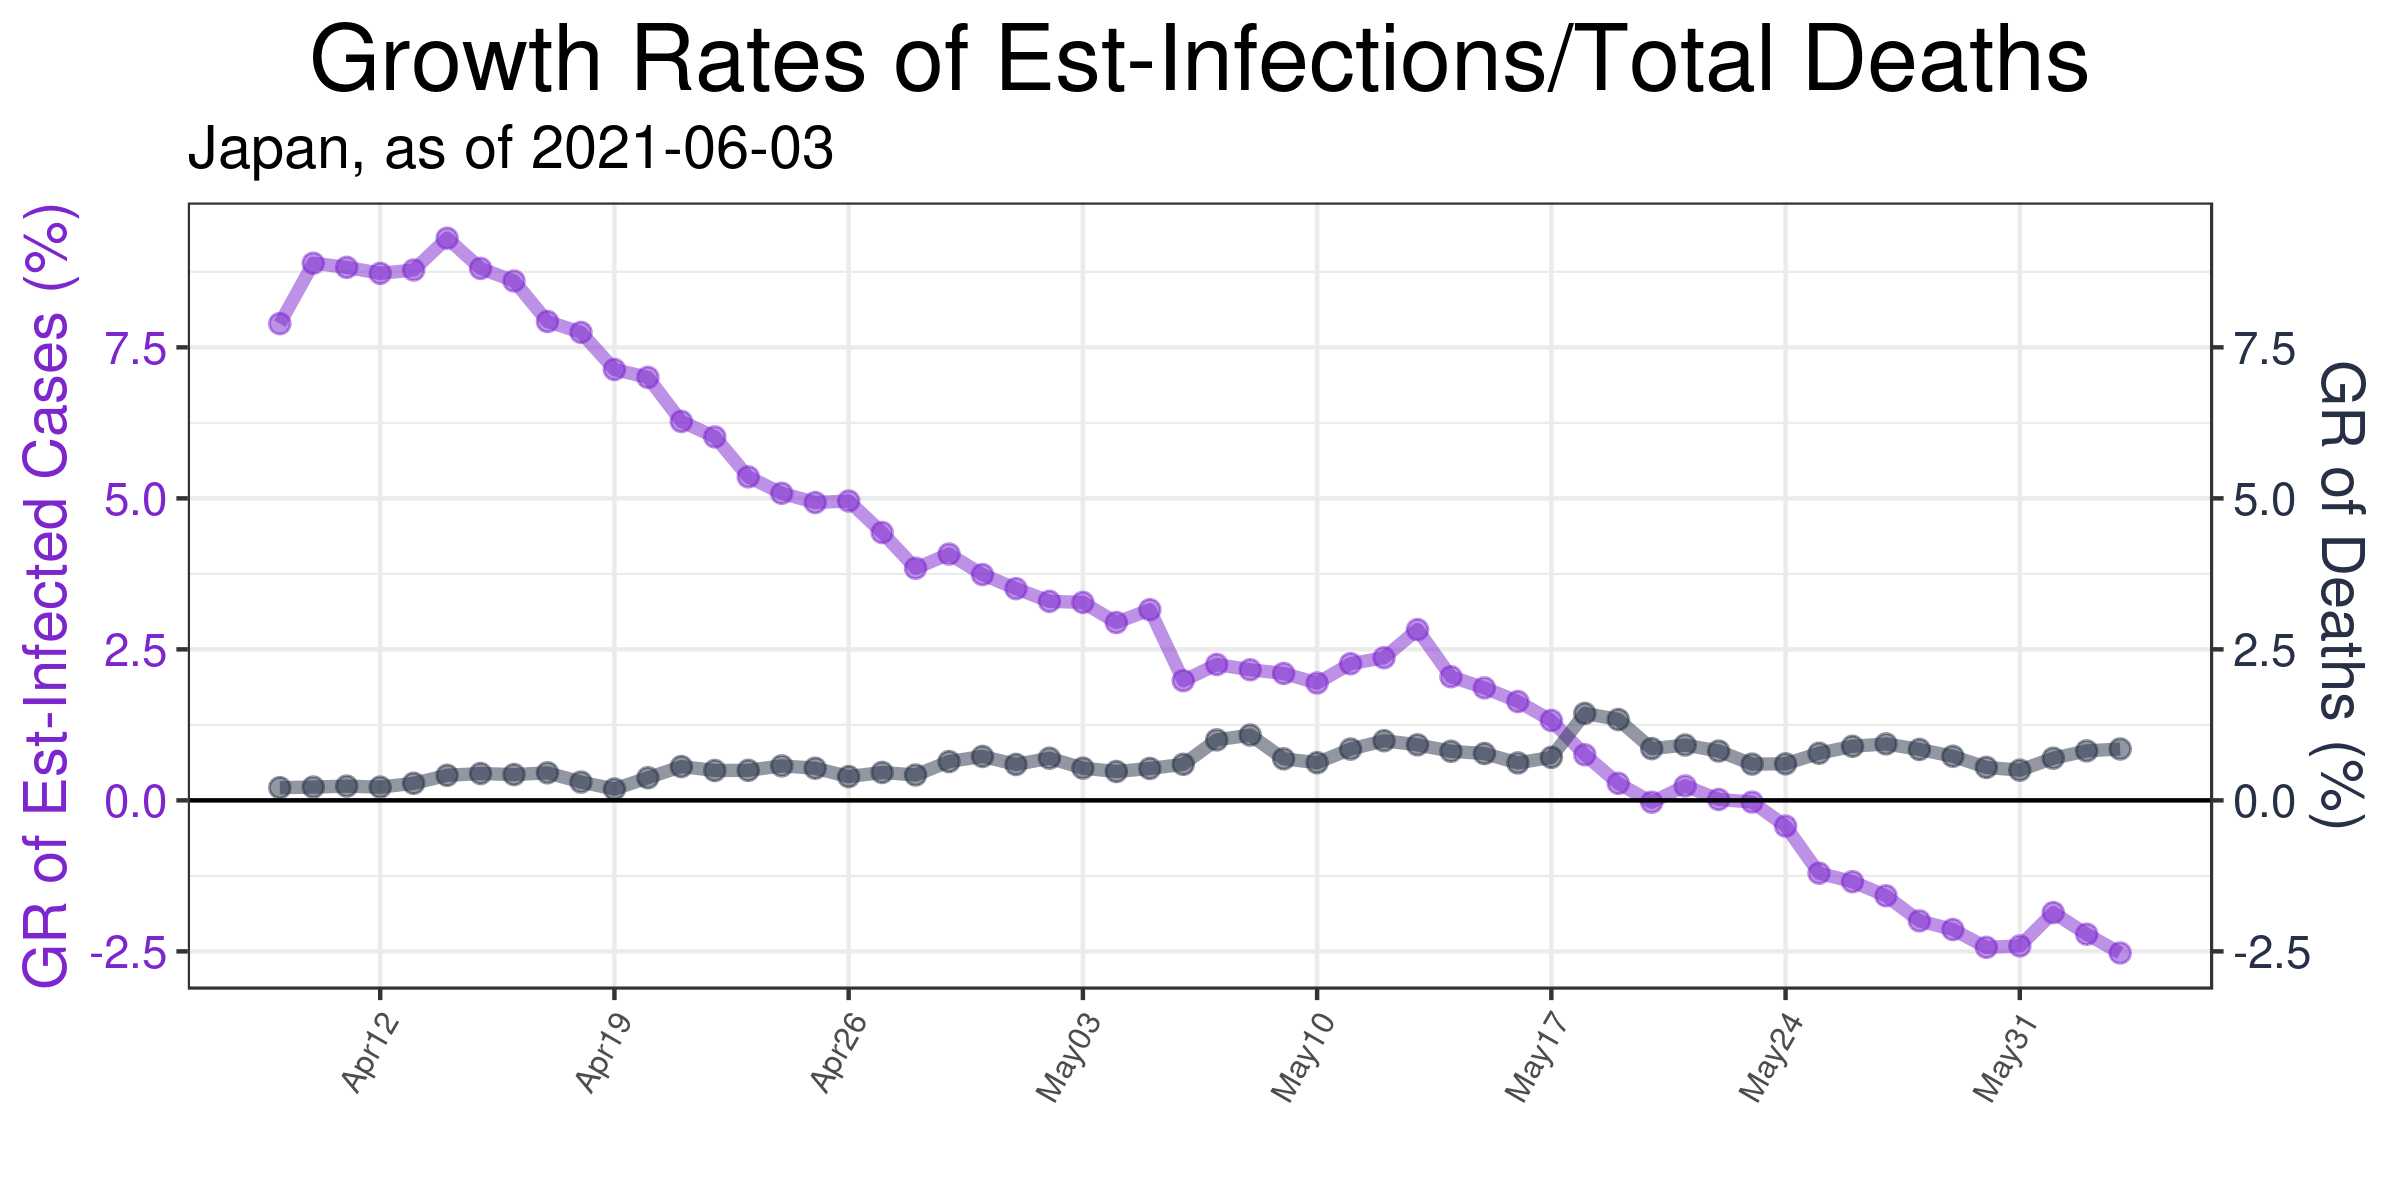 Growth Rates of Est-Infections/Total Deaths
Japan, as of 2021-06-03
GR of Est-Infected Cases (%)
7.5
5.0
2.5
0.0
-2.5
7.5
5.0
2.5
0.0
-2.5
GR of Deaths (%)
Apr12
Apr19
Apr26
May03
May10
May17
May24
May31